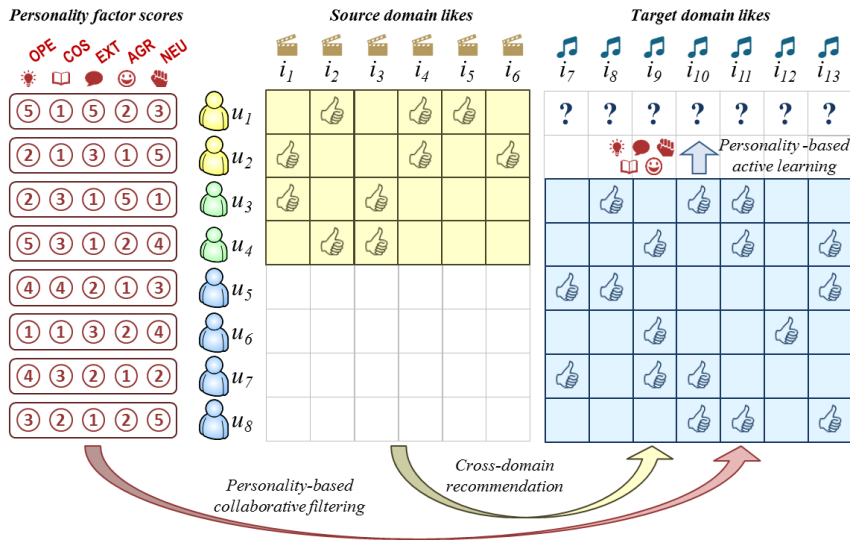 Personality factor scores
Source domain likes
Target domain likes
OPE COS EXT AGR NEU
i1 i2 i3 i4 i5 i6 i7 i8 i9 i10 i11 i12 i13
5 1 5 2 3 u1 ? ? ? ? ? ? ?
2 1 3 1 5 u2
Personality -based
active learning
2 3 1 5 1 u3
5 3 1 2 4 u4
4 4 2 1 3 u5
1 1 3 2 4 u6
4 3 2 1 2 u7
3 2 1 2 5 u8
Personality-based
collaborative filtering
Cross-domain
recommendation